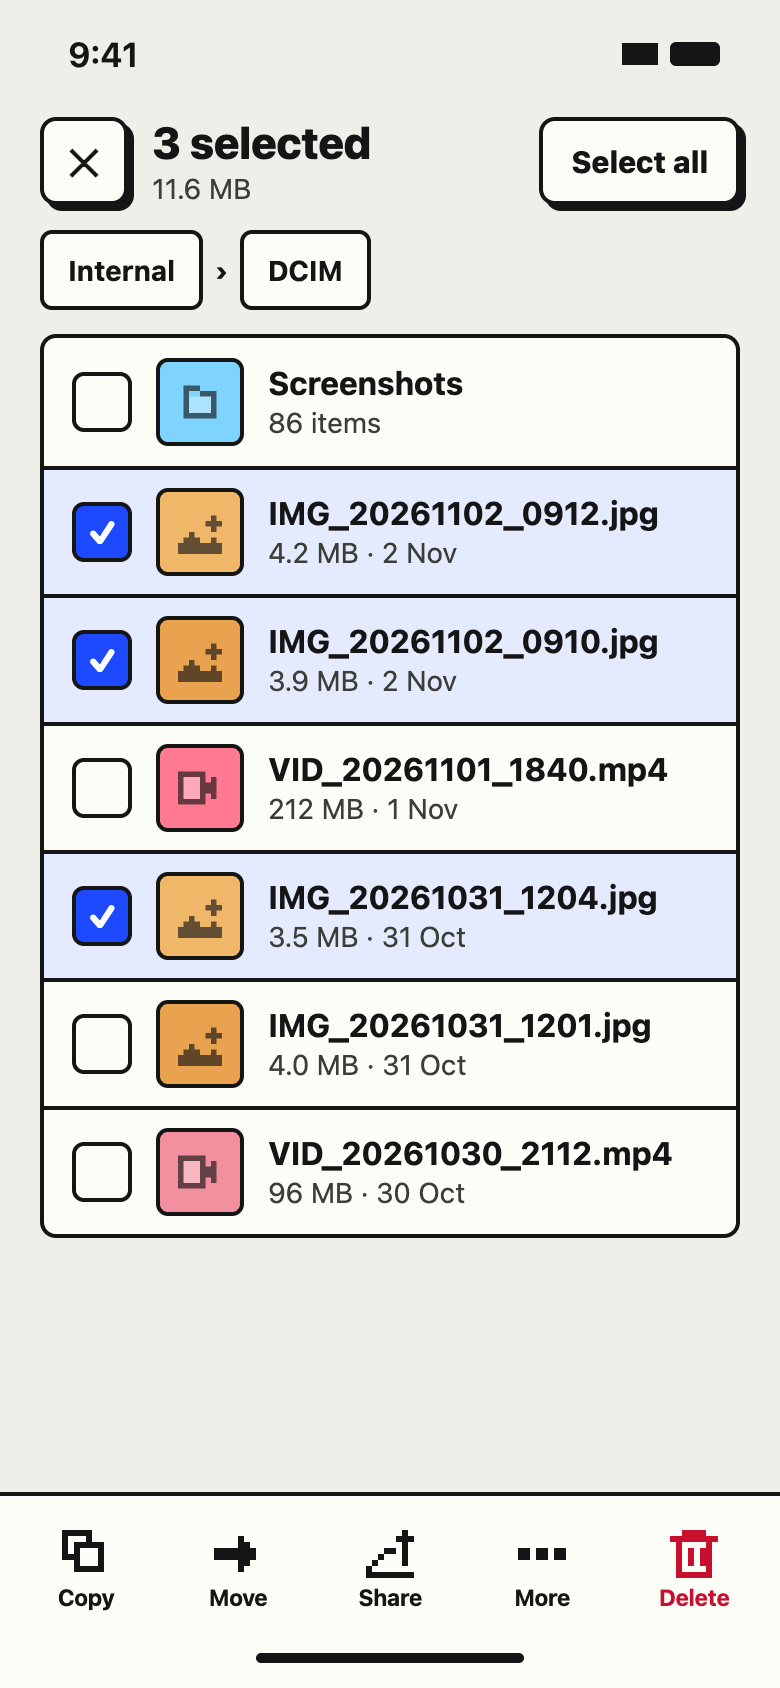 9:41
3 selected
11.6 MB
Select all
Internal › DCIM
Screenshots
86 items
IMG_20261102_0912.jpg
4.2 MB · 2 Nov
IMG_20261102_0910.jpg
3.9 MB · 2 Nov
VID_20261101_1840.mp4
212 MB · 1 Nov
IMG_20261031_1204.jpg
3.5 MB · 31 Oct
IMG_20261031_1201.jpg
4.0 MB · 31 Oct
VID_20261030_2112.mp4
96 MB · 30 Oct
Copy
Move
Share
More
Delete